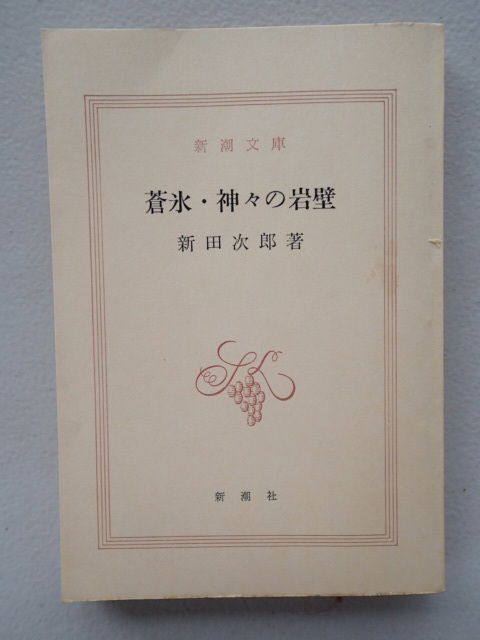 新潮文庫
蒼氷・神々の岩壁
新田次郎著
新潮社